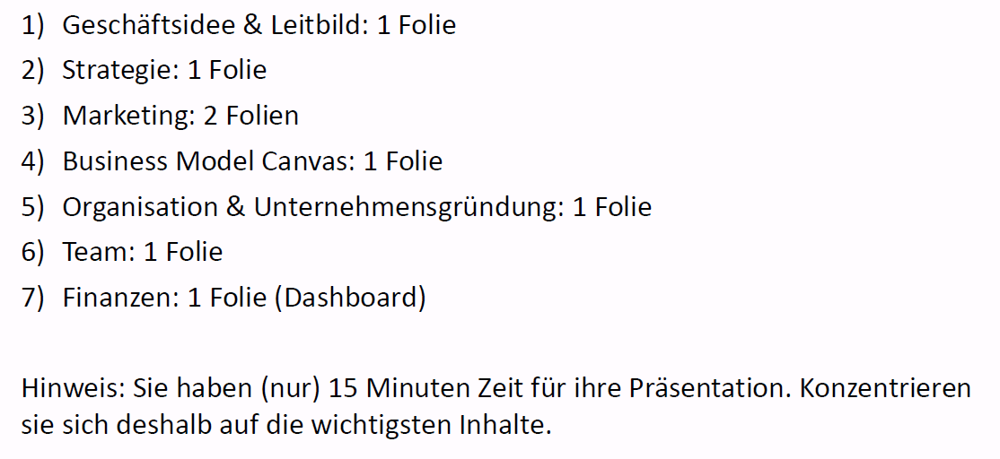 1) Geschäftsidee & Leitbild: 1 Folie
2) Strategie: 1 Folie
3) Marketing: 2 Folien
4) Business Model Canvas: 1 Folie
5) Organisation & Unternehmensgründung: 1 Folie
6) Team: 1 Folie
7) Finanzen: 1 Folie (Dashboard)
Hinweis: Sie haben (nur) 15 Minuten Zeit für ihre Präsentation. Konzentrieren
sie sich deshalb auf die wichtigsten Inhalte.